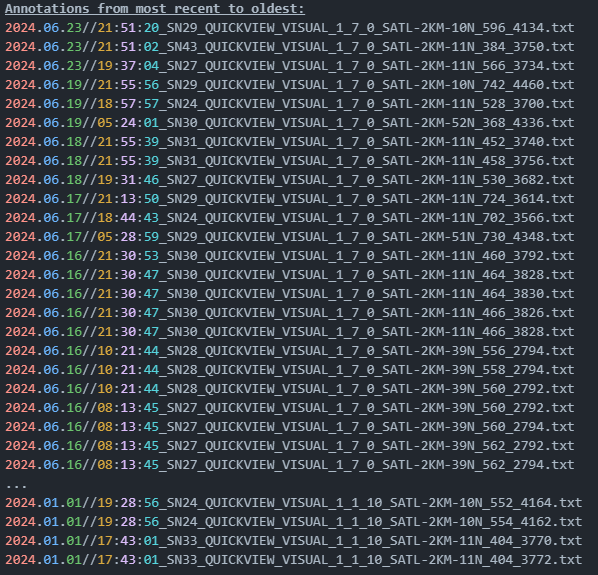 Annotations from most recent to oldest:
2024.06.23//21:51:20_SN29_QUICKVIEW_VISUAL_1_7_0_SATL-2KM-10N_596_4134.txt
2024.06.23//21:51:02_SN43_QUICKVIEW_VISUAL_1_7_0_SATL-2KM-11N_384_3750.txt
2024.06.23//19:37:04_SN27_QUICKVIEW_VISUAL_1_7_0_SATL-2KM-11N_566_3734.txt
2024.06.19//21:55:56_SN29_QUICKVIEW_VISUAL_1_7_0_SATL-2KM-10N_742_4460.txt
2024.06.19//18:57:57_SN24_QUICKVIEW_VISUAL_1_7_0_SATL-2KM-11N_528_3700.txt
2024.06.19//05:24:01_SN30_QUICKVIEW_VISUAL_1_7_0_SATL-2KM-52N_368_4336.txt
2024.06.18//21:55:39_SN31_QUICKVIEW_VISUAL_1_7_0_SATL-2KM-11N_452_3740.txt
2024.06.18//21:55:39_SN31_QUICKVIEW_VISUAL_1_7_0_SATL-2KM-11N_458_3756.txt
2024.06.18//19:31:46_SN27_QUICKVIEW_VISUAL_1_7_0_SATL-2KM-11N_530_3682.txt
2024.06.17//21:13:50_SN29_QUICKVIEW_VISUAL_1_7_0_SATL-2KM-11N_724_3614.txt
2024.06.17//18:44:43_SN24_QUICKVIEW_VISUAL_1_7_0_SATL-2KM-11N_702_3566.txt
2024.06.17//05:28:59_SN29_QUICKVIEW_VISUAL_1_7_0_SATL-2KM-51N_730_4348.txt
2024.06.16//21:30:53_SN30_QUICKVIEW_VISUAL_1_7_0_SATL-2KM-11N_460_3792.txt
2024.06.16//21:30:47_SN30_QUICKVIEW_VISUAL_1_7_0_SATL-2KM-11N_464_3828.txt
2024.06.16//21:30:47_SN30_QUICKVIEW_VISUAL_1_7_0_SATL-2KM-11N_464_3830.txt
2024.06.16//21:30:47_SN30_QUICKVIEW_VISUAL_1_7_0_SATL-2KM-11N_466_3826.txt
2024.06.16//21:30:47_SN30_QUICKVIEW_VISUAL_1_7_0_SATL-2KM-11N_466_3828.txt
2024.06.16//10:21:44_SN28_QUICKVIEW_VISUAL_1_7_0_SATL-2KM-39N_556_2794.txt
2024.06.16//10:21:44_SN28_QUICKVIEW_VISUAL_1_7_0_SATL-2KM-39N_558_2794.txt
2024.06.16//10:21:44_SN28_QUICKVIEW_VISUAL_1_7_0_SATL-2KM-39N_560_2792.txt
2024.06.16//08:13:45_SN27_QUICKVIEW_VISUAL_1_7_0_SATL-2KM-39N_560_2792.txt
2024.06.16//08:13:45_SN27_QUICKVIEW_VISUAL_1_7_0_SATL-2KM-39N_560_2794.txt
2024.06.16//08:13:45_SN27_QUICKVIEW_VISUAL_1_7_0_SATL-2KM-39N_562_2792.txt
2024.06.16//08:13:45_SN27_QUICKVIEW_VISUAL_1_7_0_SATL-2KM-39N_562_2794.txt
...
2024.01.01//19:28:56_SN24_QUICKVIEW_VISUAL_1_1_10_SATL-2KM-10N_552_4164.txt
2024.01.01//19:28:56_SN24_QUICKVIEW_VISUAL_1_1_10_SATL-2KM-10N_554_4162.txt
2024.01.01//17:43:01_SN33_QUICKVIEW_VISUAL_1_1_10_SATL-2KM-11N_404_3770.txt
2024.01.01//17:43:01_SN33_QUICKVIEW_VISUAL_1_1_10_SATL-2KM-11N_404_3772.txt